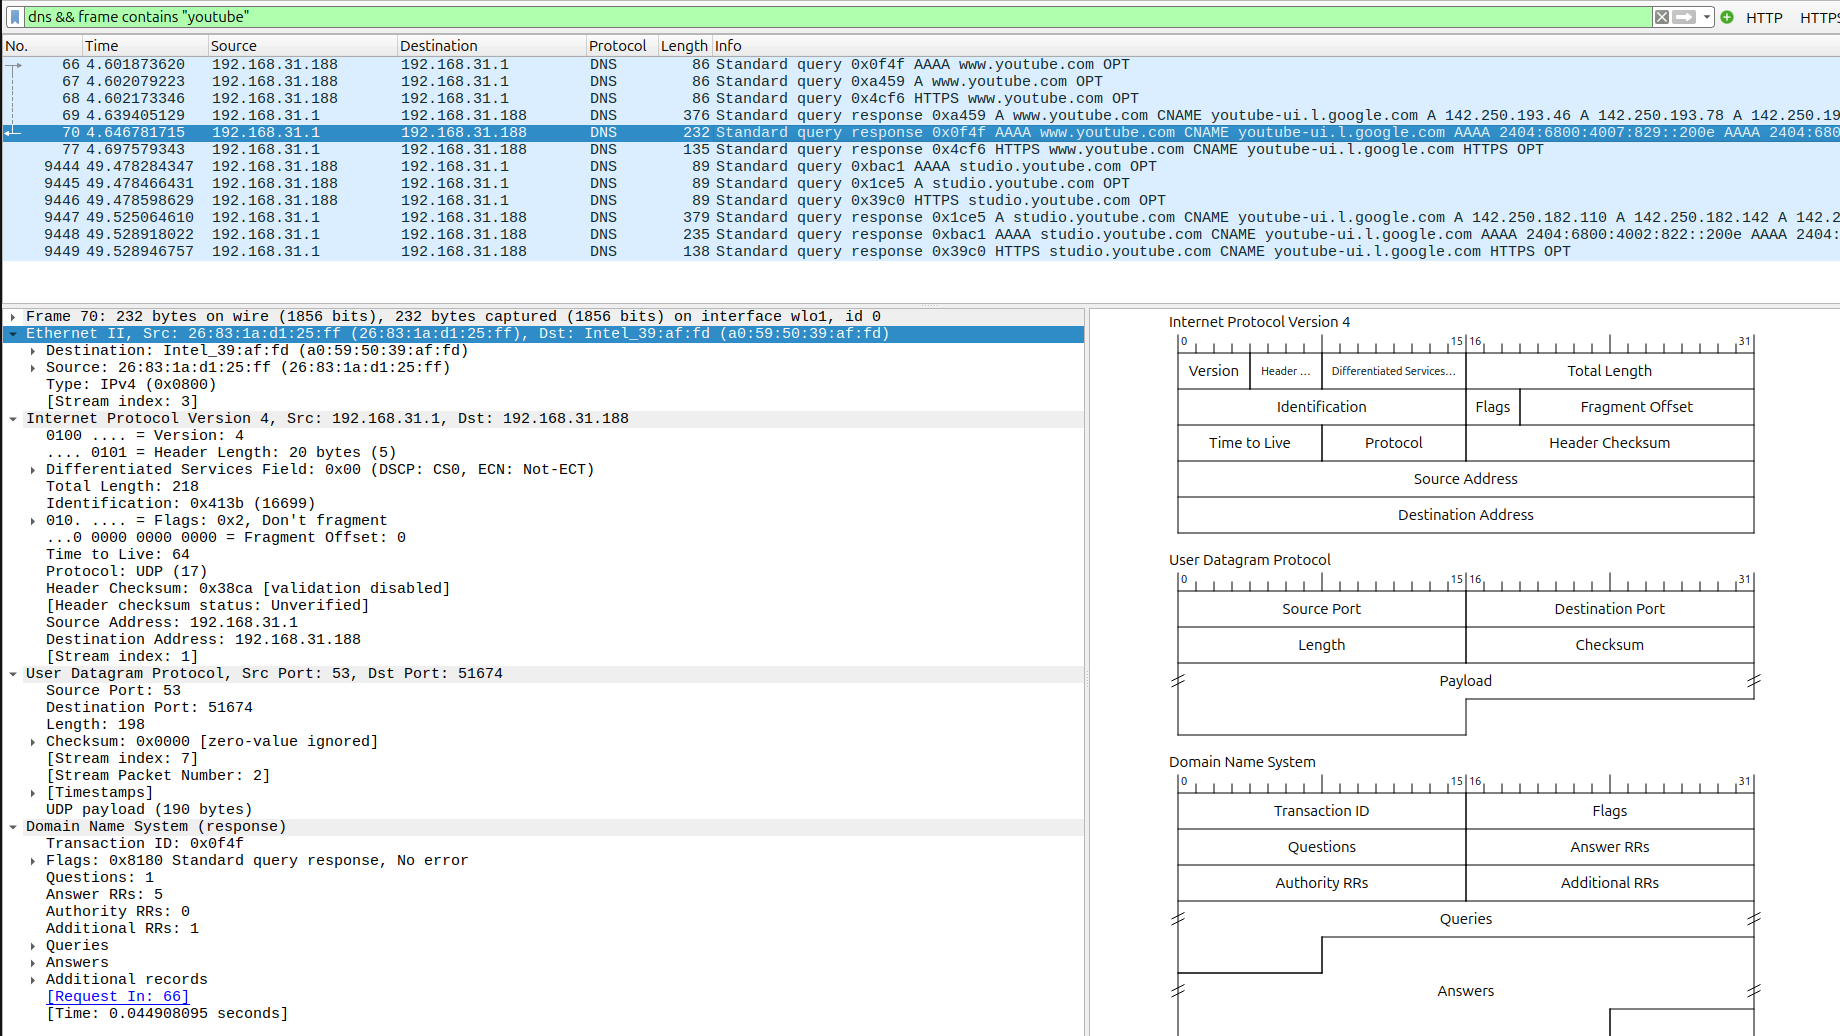 dns && frame contains "youtube"
HTTP HTTPS
No. Time Source Destination Protocol Length Info
66 4.601873620 192.168.31.188 192.168.31.1 DNS 86 Standard query 0x0f4f AAAA www.youtube.com OPT
67 4.602079223 192.168.31.188 192.168.31.1 DNS 86 Standard query 0xa459 A www.youtube.com OPT
68 4.602173346 192.168.31.188 192.168.31.1 DNS 86 Standard query 0x4cf6 HTTPS www.youtube.com OPT
69 4.639405129 192.168.31.1 192.168.31.188 DNS 376 Standard query response 0xa459 A www.youtube.com CNAME youtube-ui.l.google.com A 142.250.193.46 A 142.250.193.78 A 142.250.19
70 4.646781715 192.168.31.1 192.168.31.188 DNS 232 Standard query response 0x0f4f AAAA www.youtube.com CNAME youtube-ui.l.google.com AAAA 2404:6800:4007:829::200e AAAA 2404:680
77 4.697579343 192.168.31.1 192.168.31.188 DNS 135 Standard query response 0x4cf6 HTTPS www.youtube.com CNAME youtube-ui.l.google.com HTTPS OPT
9444 49.478284347 192.168.31.188 192.168.31.1 DNS 89 Standard query 0xbac1 AAAA studio.youtube.com OPT
9445 49.478466431 192.168.31.188 192.168.31.1 DNS 89 Standard query 0x1ce5 A studio.youtube.com OPT
9446 49.478598629 192.168.31.188 192.168.31.1 DNS 89 Standard query 0x39c0 HTTPS studio.youtube.com OPT
9447 49.525064610 192.168.31.1 192.168.31.188 DNS 379 Standard query response 0x1ce5 A studio.youtube.com CNAME youtube-ui.l.google.com A 142.250.182.110 A 142.250.182.142 A 142.2
9448 49.528918022 192.168.31.1 192.168.31.188 DNS 235 Standard query response 0xbac1 AAAA studio.youtube.com CNAME youtube-ui.l.google.com AAAA 2404:6800:4002:822::200e AAAA 2404:
9449 49.528946757 192.168.31.1 192.168.31.188 DNS 138 Standard query response 0x39c0 HTTPS studio.youtube.com CNAME youtube-ui.l.google.com HTTPS OPT
Frame 70: 232 bytes on wire (1856 bits), 232 bytes captured (1856 bits) on interface wlo1, id 0
Ethernet II, Src: 26:83:1a:d1:25:ff (26:83:1a:d1:25:ff), Dst: Intel_39:af:fd (a0:59:50:39:af:fd)
Destination: Intel_39:af:fd (a0:59:50:39:af:fd)
Source: 26:83:1a:d1:25:ff (26:83:1a:d1:25:ff)
Type: IPv4 (0x0800)
[Stream index: 3]
Internet Protocol Version 4, Src: 192.168.31.1, Dst: 192.168.31.188
0100 .... = Version: 4
.... 0101 = Header Length: 20 bytes (5)
Differentiated Services Field: 0x00 (DSCP: CS0, ECN: Not-ECT)
Total Length: 218
Identification: 0x413b (16699)
010. .... = Flags: 0x2, Don't fragment
...0 0000 0000 0000 = Fragment Offset: 0
Time to Live: 64
Protocol: UDP (17)
Header Checksum: 0x38ca [validation disabled]
[Header checksum status: Unverified]
Source Address: 192.168.31.1
Destination Address: 192.168.31.188
[Stream index: 1]
User Datagram Protocol, Src Port: 53, Dst Port: 51674
Source Port: 53
Destination Port: 51674
Length: 198
Checksum: 0x0000 [zero-value ignored]
[Stream index: 7]
[Stream Packet Number: 2]
[Timestamps]
UDP payload (190 bytes)
Domain Name System (response)
Transaction ID: 0x0f4f
Flags: 0x8180 Standard query response, No error
Questions: 1
Answer RRs: 5
Authority RRs: 0
Additional RRs: 1
Queries
Answers
Additional records
[Request In: 66]
[Time: 0.044908095 seconds]
Internet Protocol Version 4
0 15 16 31
Version Header ... Differentiated Services... Total Length
Identification Flags Fragment Offset
Time to Live Protocol Header Checksum
Source Address
Destination Address
User Datagram Protocol
0 15 16 31
Source Port Destination Port
Length Checksum
Payload
Domain Name System
0 15 16 31
Transaction ID Flags
Questions Answer RRs
Authority RRs Additional RRs
Queries
Answers